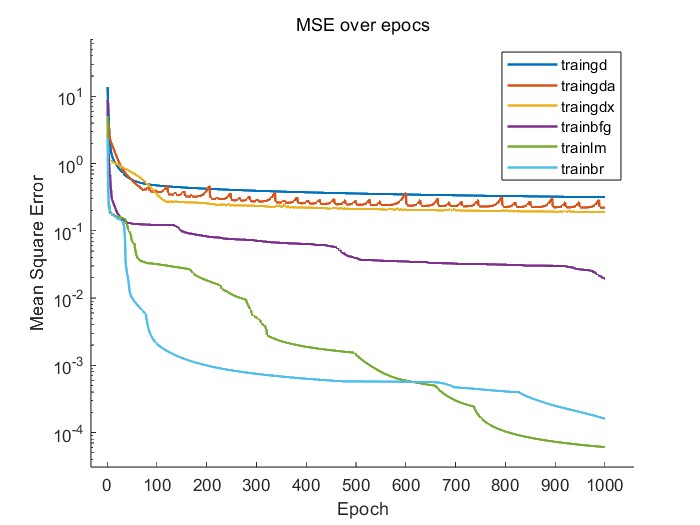 MSE over epocs
traingd
traingda
traingdx
trainbfg
trainlm
trainbr
10^1
10^0
10^-1
10^-2
10^-3
10^-4
Mean Square Error
0 100 200 300 400 500 600 700 800 900 1000
Epoch